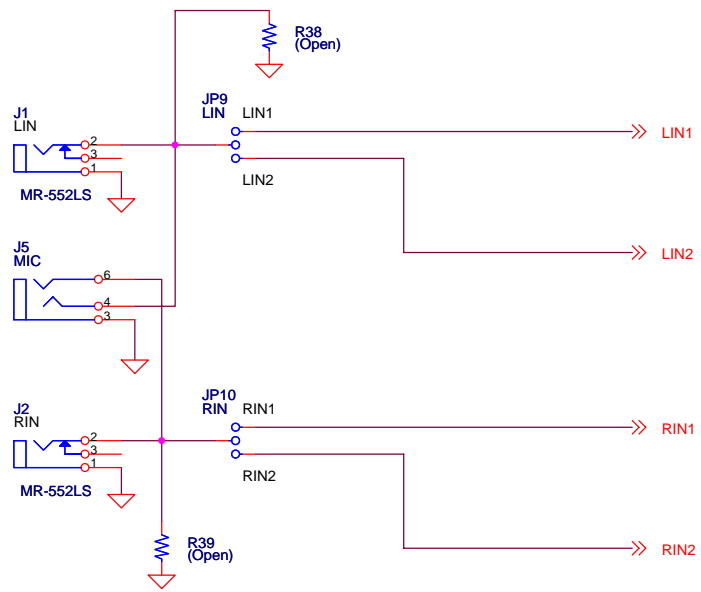 R38
(Open)
JP9
LIN
LIN1
J1
LIN
2
3
1
MR-552LS
LIN1
LIN2
LIN2
J5
MIC
6
4
3
JP10
RIN
RIN1
J2
RIN
2
3
1
MR-552LS
RIN1
RIN2
R39
(Open)
RIN2